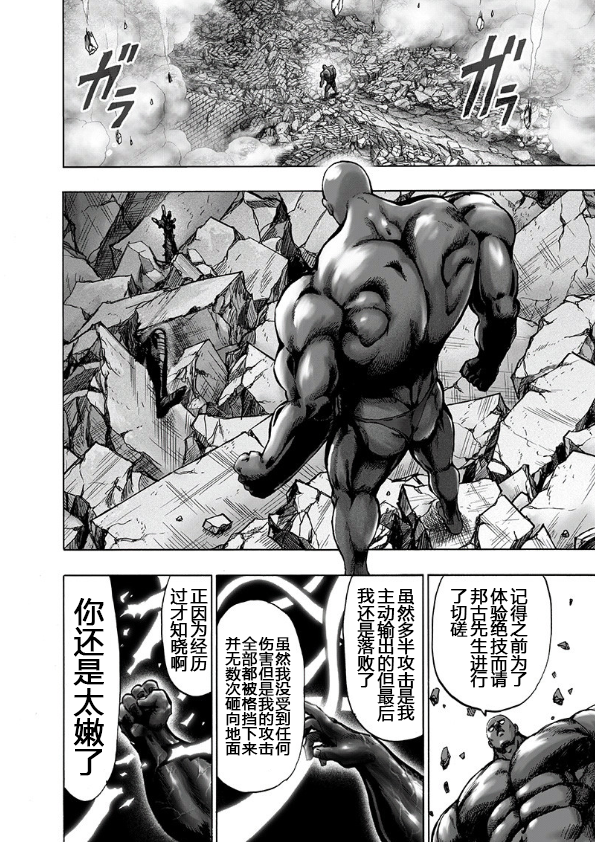 ガラ
ガラ
记得之前为了
体验绝技而请
邦古先生进行
了切磋
虽然多半攻击是我
主动输出的但最后
我还是落败了
虽然我没受到任何
伤害但是我的攻击
全部都被格挡下来
并无数次砸向地面
正因为经历
过才知晓啊
你还是太嫩了